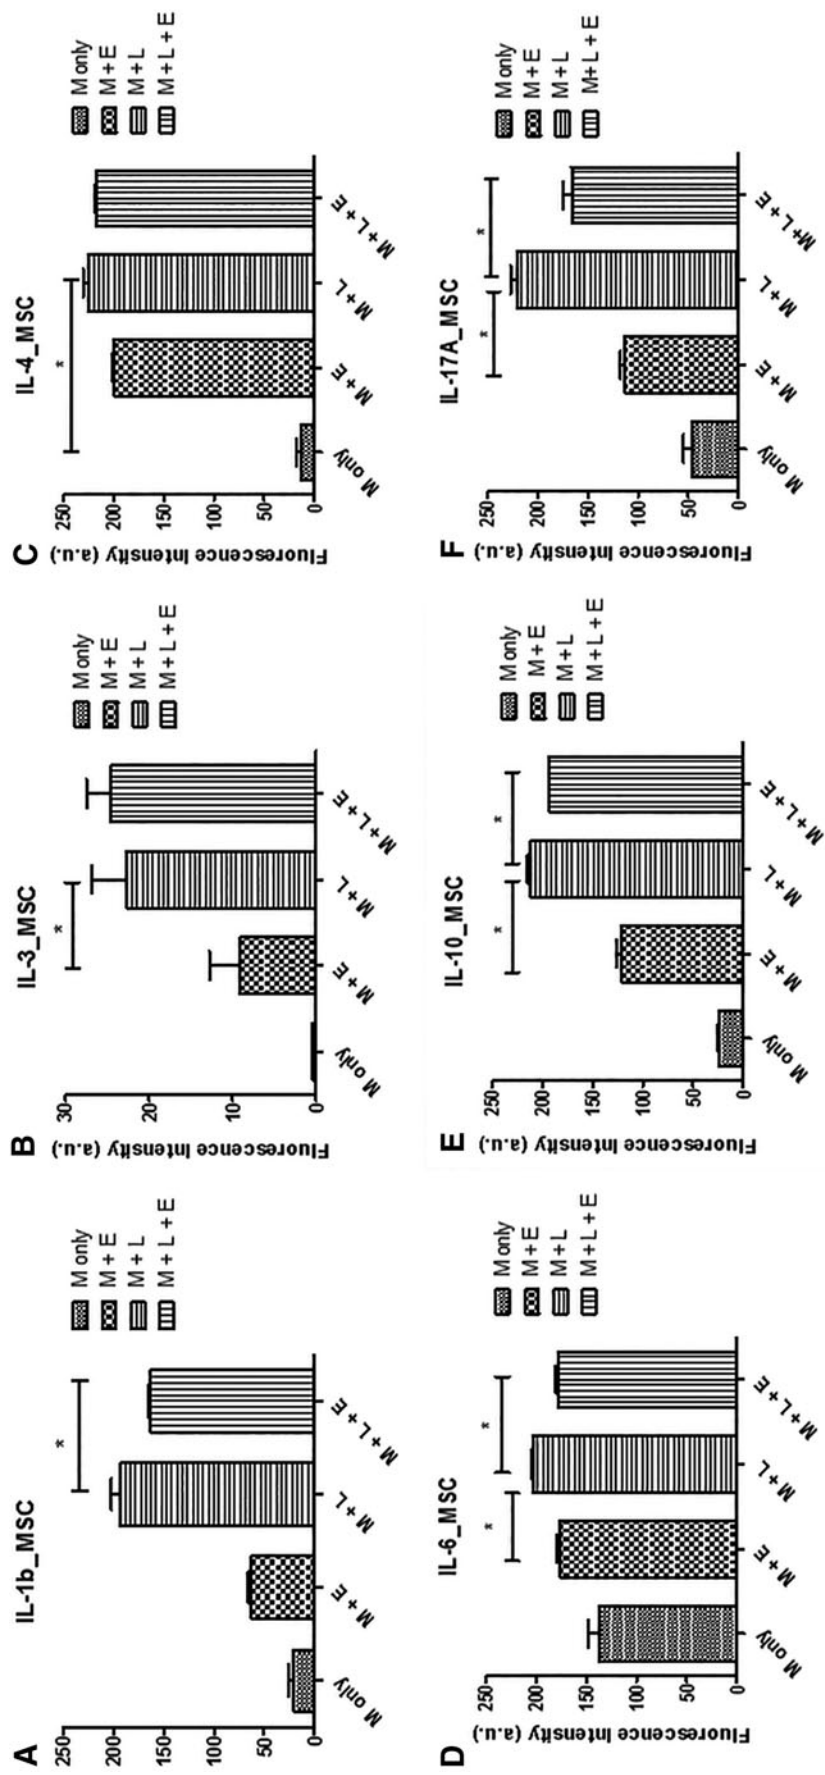 A
IL-1b_MSC
Fluorescence Intensity (a.u.)
250
200
150
100
50
0
*
M only
M + E
M + L
M + L + E
M only
M + E
M + L
M + L + E
B
IL-3_MSC
Fluorescence Intensity (a.u.)
30
20
10
0
*
M only
M + E
M + L
M + L + E
M only
M + E
M + L
M + L + E
C
IL-4_MSC
Fluorescence Intensity (a.u.)
250
200
150
100
50
0
*
M only
M + E
M + L
M + L + E
M only
M + E
M + L
M + L + E
D
IL-6_MSC
Fluorescence Intensity (a.u.)
250
200
150
100
50
0
*
*
M only
M + E
M + L
M + L + E
M only
M + E
M + L
M + L + E
E
IL-10_MSC
Fluorescence Intensity (a.u.)
250
200
150
100
50
0
*
*
M only
M + E
M + L
M + L + E
M only
M + E
M + L
M + L + E
F
IL-17A_MSC
Fluorescence Intensity (a.u.)
250
200
150
100
50
0
*
*
M only
M + E
M + L
M+ L + E
M only
M + E
M + L
M+ L + E